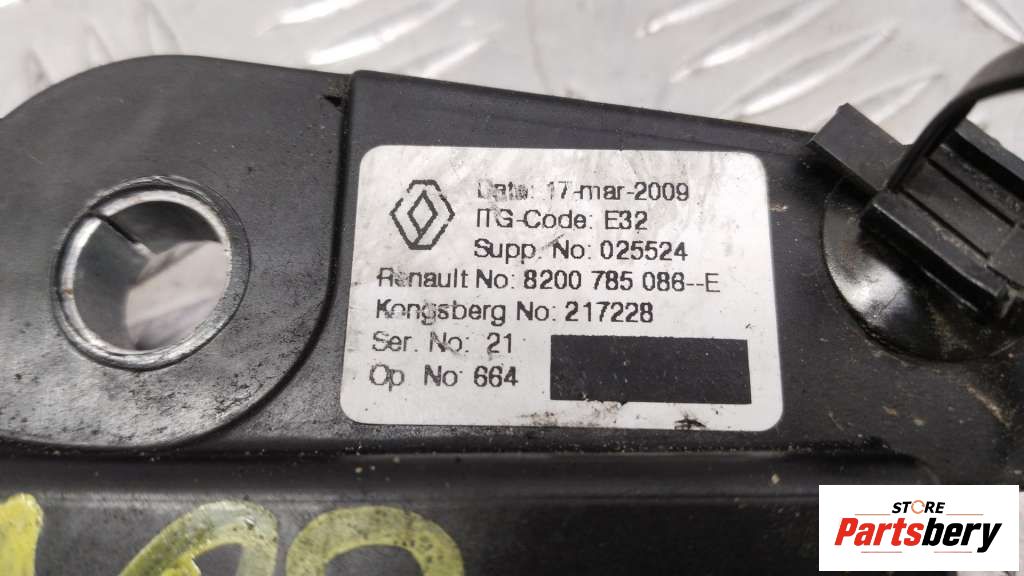 Date: 17-mar-2009
ITG-Code: E32
Supp. No: 025524
Renault No: 8200 785 086--E
Kongsberg No: 217228
Ser. No: 21
Op No 664
STORE
Partsbery